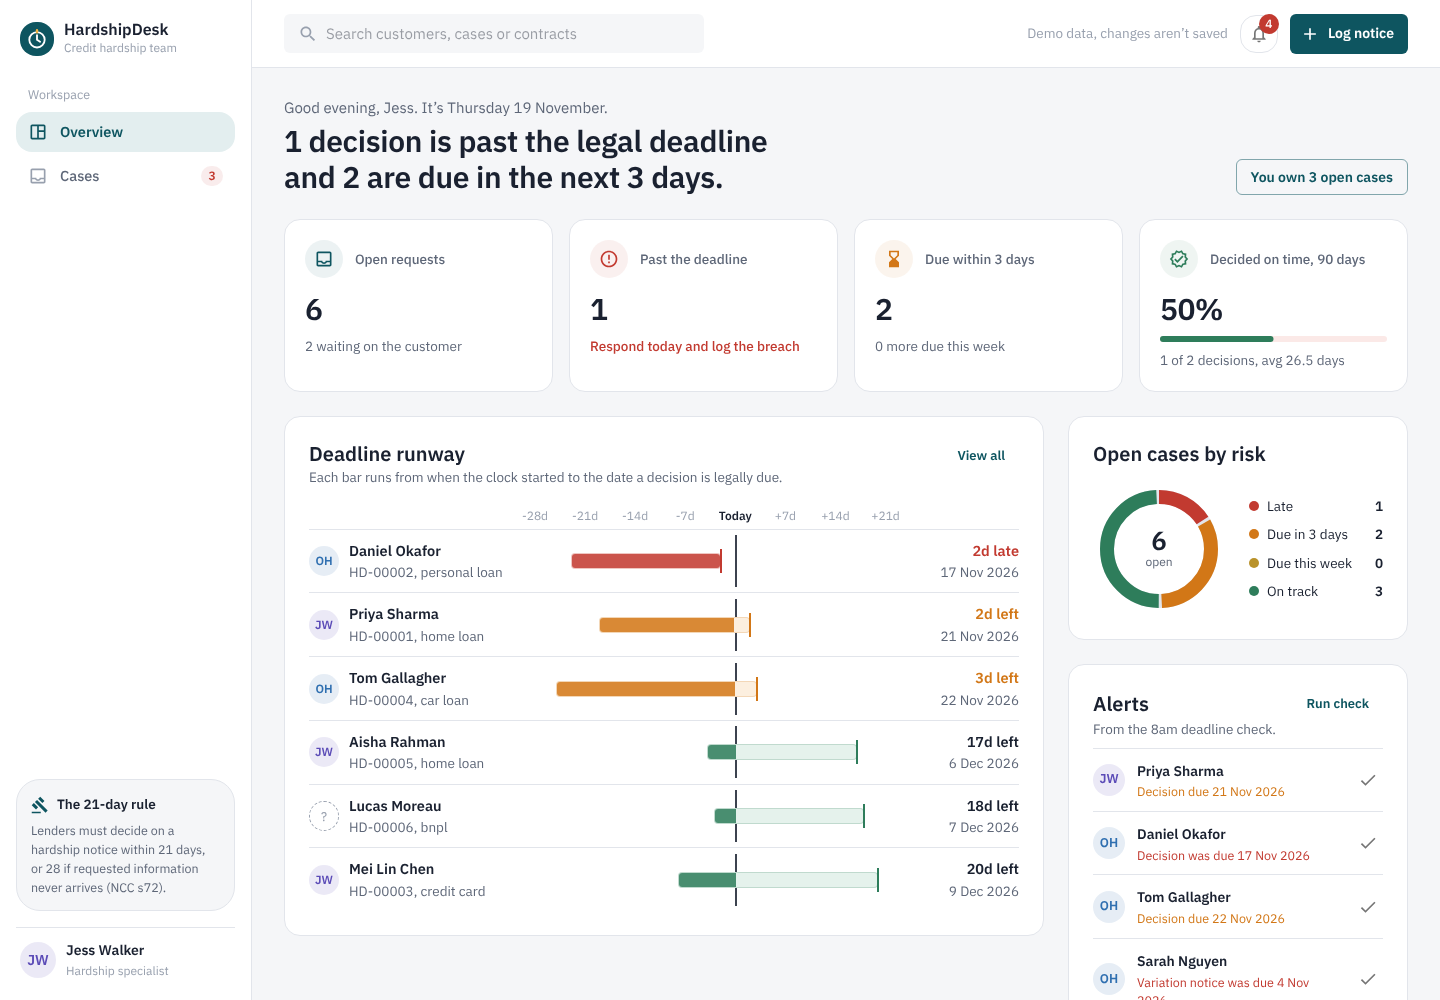 HardshipDesk
Credit hardship team
Workspace
Overview
Cases
3
The 21-day rule
Lenders must decide on a
hardship notice within 21 days,
or 28 if requested information
never arrives (NCC s72).
JW
Jess Walker
Hardship specialist
Search customers, cases or contracts
Demo data, changes aren't saved
4
Log notice
Good evening, Jess. It's Thursday 19 November.
1 decision is past the legal deadline
and 2 are due in the next 3 days.
You own 3 open cases
Open requests
6
2 waiting on the customer
Past the deadline
1
Respond today and log the breach
Due within 3 days
2
0 more due this week
Decided on time, 90 days
50%
1 of 2 decisions, avg 26.5 days
Deadline runway
View all
Each bar runs from when the clock started to the date a decision is legally due.
-28d -21d -14d -7d Today +7d +14d +21d
OH
Daniel Okafor
HD-00002, personal loan
2d late
17 Nov 2026
JW
Priya Sharma
HD-00001, home loan
2d left
21 Nov 2026
OH
Tom Gallagher
HD-00004, car loan
3d left
22 Nov 2026
JW
Aisha Rahman
HD-00005, home loan
17d left
6 Dec 2026
?
Lucas Moreau
HD-00006, bnpl
18d left
7 Dec 2026
JW
Mei Lin Chen
HD-00003, credit card
20d left
9 Dec 2026
Open cases by risk
6
open
Late 1
Due in 3 days 2
Due this week 0
On track 3
Alerts
Run check
From the 8am deadline check.
JW
Priya Sharma
Decision due 21 Nov 2026
OH
Daniel Okafor
Decision was due 17 Nov 2026
OH
Tom Gallagher
Decision due 22 Nov 2026
OH
Sarah Nguyen
Variation notice was due 4 Nov
2026